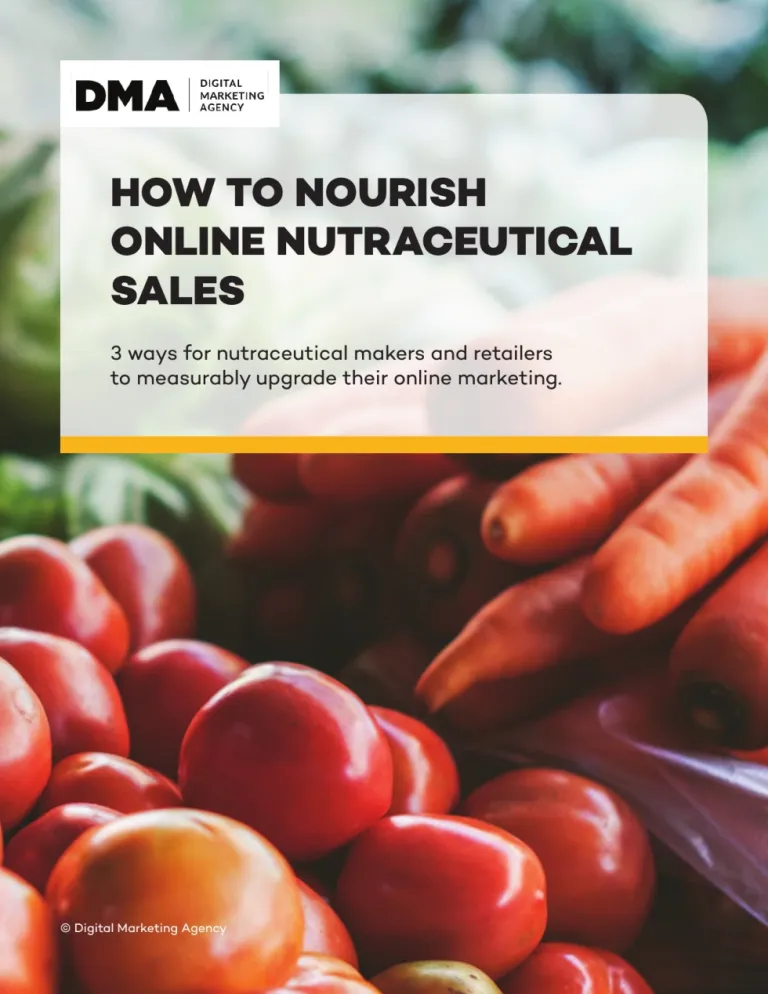 DMA
DIGITAL
MARKETING
AGENCY
HOW TO NOURISH
ONLINE NUTRACEUTICAL
SALES
3 ways for nutraceutical makers and retailers
to measurably upgrade their online marketing.
© Digital Marketing Agency